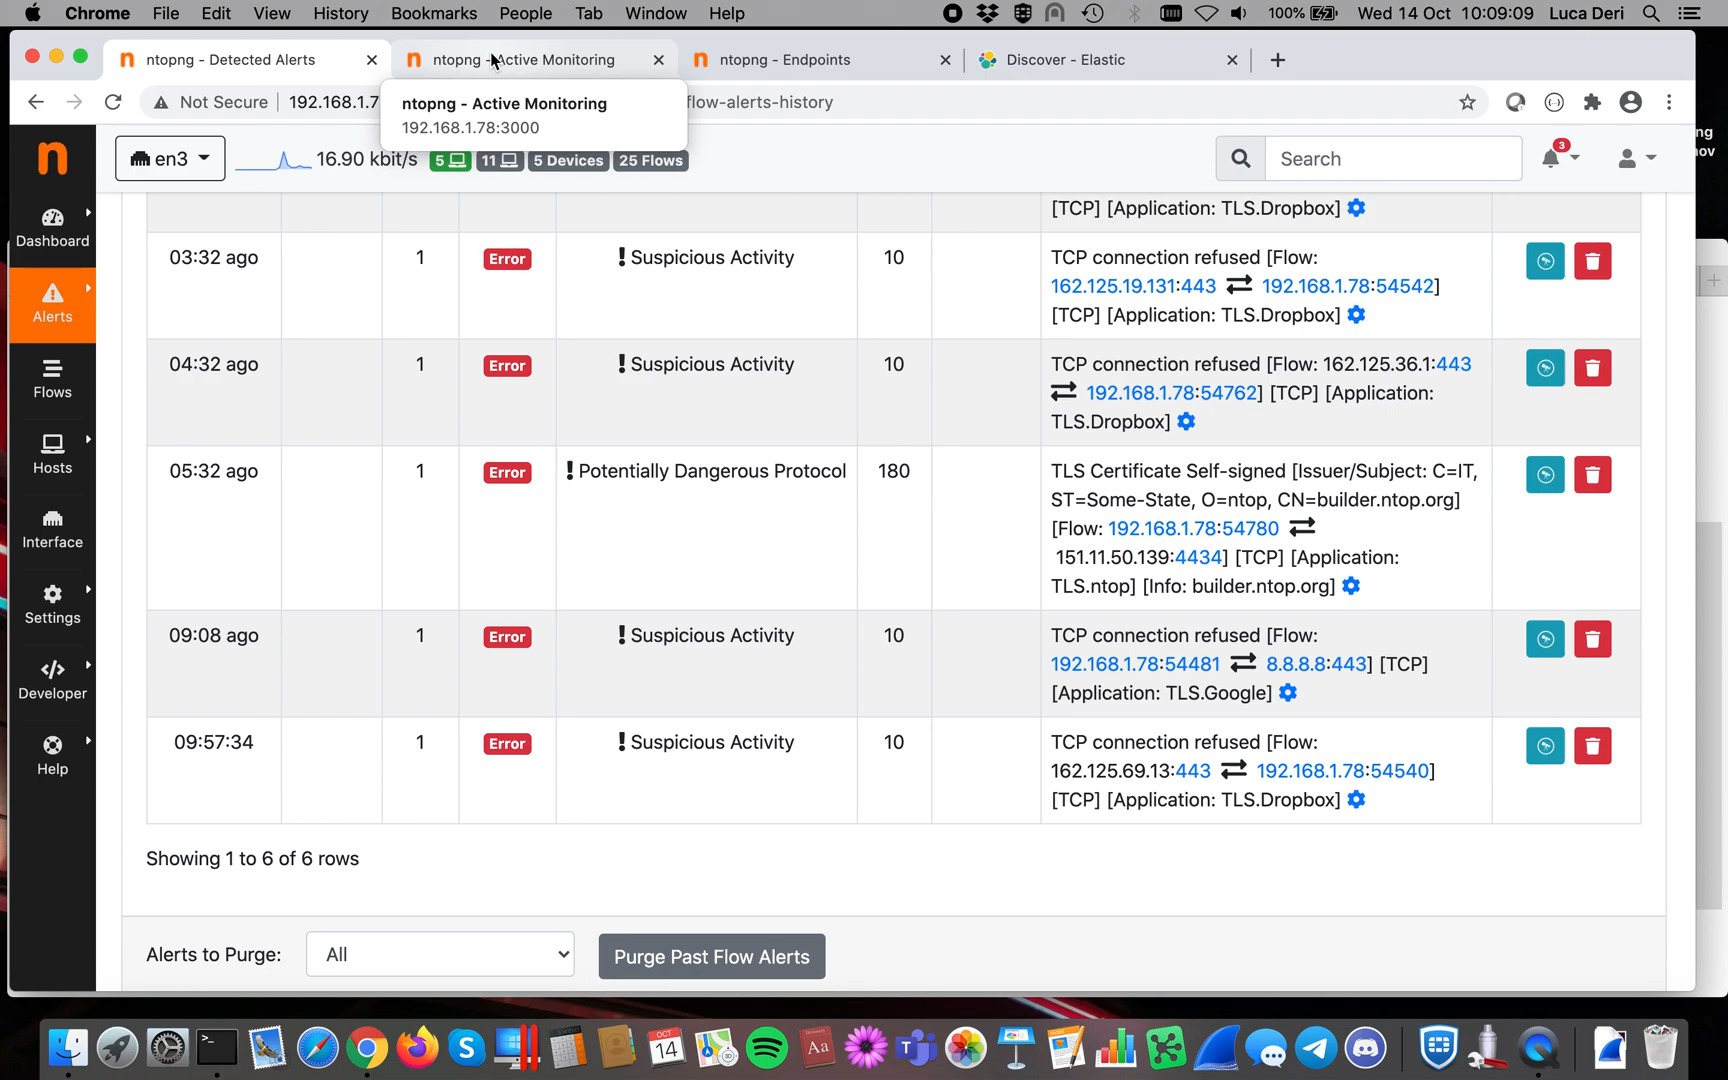 Chrome File Edit View History Bookmarks People Tab Window Help 100% Wed 14 Oct 10:09:09 Luca Deri
ntopng - Detected Alerts ntopng - Active Monitoring ntopng - Endpoints Discover - Elastic
Not Secure 192.168.1.7 flow-alerts-history
ntopng - Active Monitoring
192.168.1.78:3000
en3 16.90 kbit/s 5 11 5 Devices 25 Flows Search 3
Dashboard
Alerts
Flows
Hosts
Interface
Settings
Developer
Help
[TCP] [Application: TLS.Dropbox]
03:32 ago 1 Error ! Suspicious Activity 10 TCP connection refused [Flow:
162.125.19.131:443 192.168.1.78:54542]
[TCP] [Application: TLS.Dropbox]
04:32 ago 1 Error ! Suspicious Activity 10 TCP connection refused [Flow: 162.125.36.1:443
192.168.1.78:54762] [TCP] [Application:
TLS.Dropbox]
05:32 ago 1 Error ! Potentially Dangerous Protocol 180 TLS Certificate Self-signed [Issuer/Subject: C=IT,
ST=Some-State, O=ntop, CN=builder.ntop.org]
[Flow: 192.168.1.78:54780
151.11.50.139:4434] [TCP] [Application:
TLS.ntop] [Info: builder.ntop.org]
09:08 ago 1 Error ! Suspicious Activity 10 TCP connection refused [Flow:
192.168.1.78:54481 8.8.8.8:443] [TCP]
[Application: TLS.Google]
09:57:34 1 Error ! Suspicious Activity 10 TCP connection refused [Flow:
162.125.69.13:443 192.168.1.78:54540]
[TCP] [Application: TLS.Dropbox]
Showing 1 to 6 of 6 rows
Alerts to Purge: All Purge Past Flow Alerts
OCT
14
3D
Aa